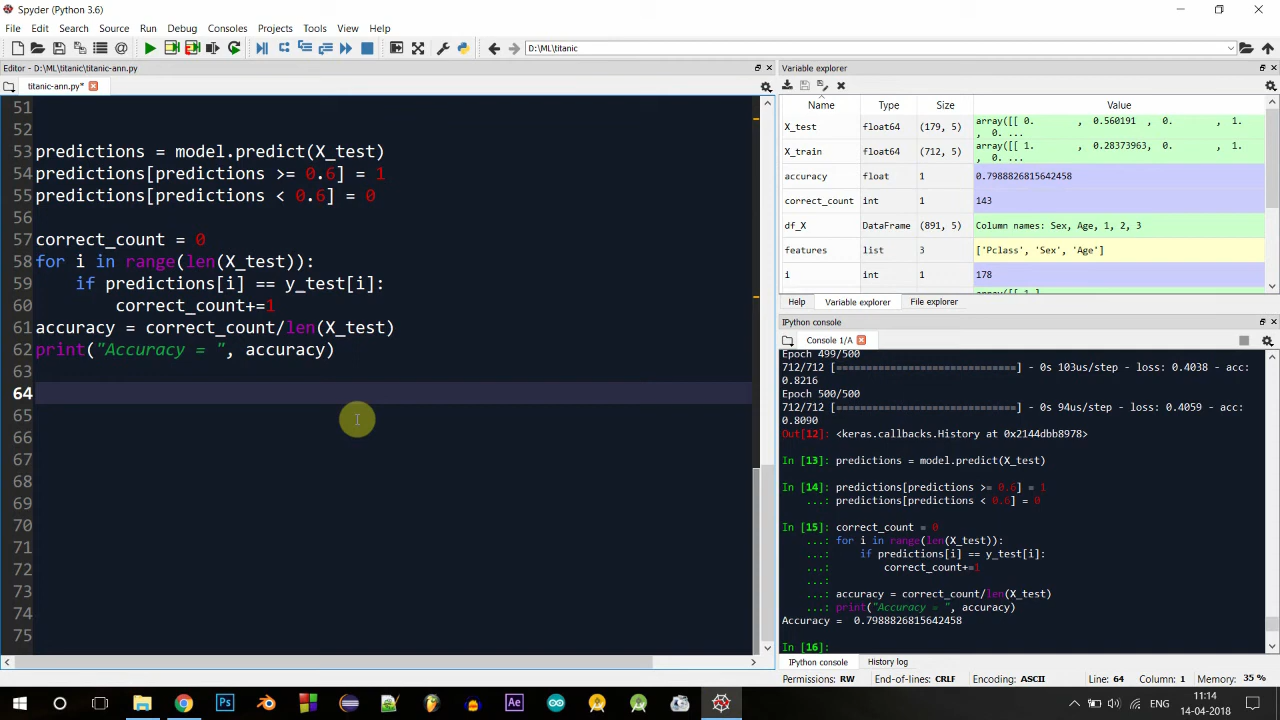 Spyder (Python 3.6)
File Edit Search Source Run Debug Consoles Projects Tools View Help
D:\ML\titanic
Editor - D:\ML\titanic\titanic-ann.py
titanic-ann.py*
51
52
53 predictions = model.predict(X_test)
54 predictions[predictions >= 0.6] = 1
55 predictions[predictions < 0.6] = 0
56
57 correct_count = 0
58 for i in range(len(X_test)):
59     if predictions[i] == y_test[i]:
60         correct_count+=1
61 accuracy = correct_count/len(X_test)
62 print("Accuracy = ", accuracy)
63
64
65
66
67
68
69
70
71
72
73
74
75
Variable explorer
Name Type Size Value
X_test float64 (179, 5) array([[ 0. , 0.560191 , 0. , 1.
, 0. ...
X_train float64 (712, 5) array([[ 1. , 0.28373963, 0. , 1.
, 0. ...
accuracy float 1 0.7988826815642458
correct_count int 1 143
df_X DataFrame (891, 5) Column names: Sex, Age, 1, 2, 3
features list 3 ['Pclass', 'Sex', 'Age']
i int 1 178
Help Variable explorer File explorer
IPython console
Console 1/A
Epoch 499/500
712/712 [==============================] - 0s 103us/step - loss: 0.4038 - acc:
0.8216
Epoch 500/500
712/712 [==============================] - 0s 94us/step - loss: 0.4059 - acc:
0.8090
Out[12]: <keras.callbacks.History at 0x2144dbb8978>
In [13]: predictions = model.predict(X_test)
In [14]: predictions[predictions >= 0.6] = 1
...: predictions[predictions < 0.6] = 0
In [15]: correct_count = 0
...: for i in range(len(X_test)):
...:     if predictions[i] == y_test[i]:
...:         correct_count+=1
...:
...: accuracy = correct_count/len(X_test)
...: print("Accuracy = ", accuracy)
Accuracy =  0.7988826815642458
In [16]:
IPython console History log
Permissions: RW End-of-lines: CRLF Encoding: ASCII Line: 64 Column: 1 Memory: 35 %
Ps Ae ENG 11:14
14-04-2018